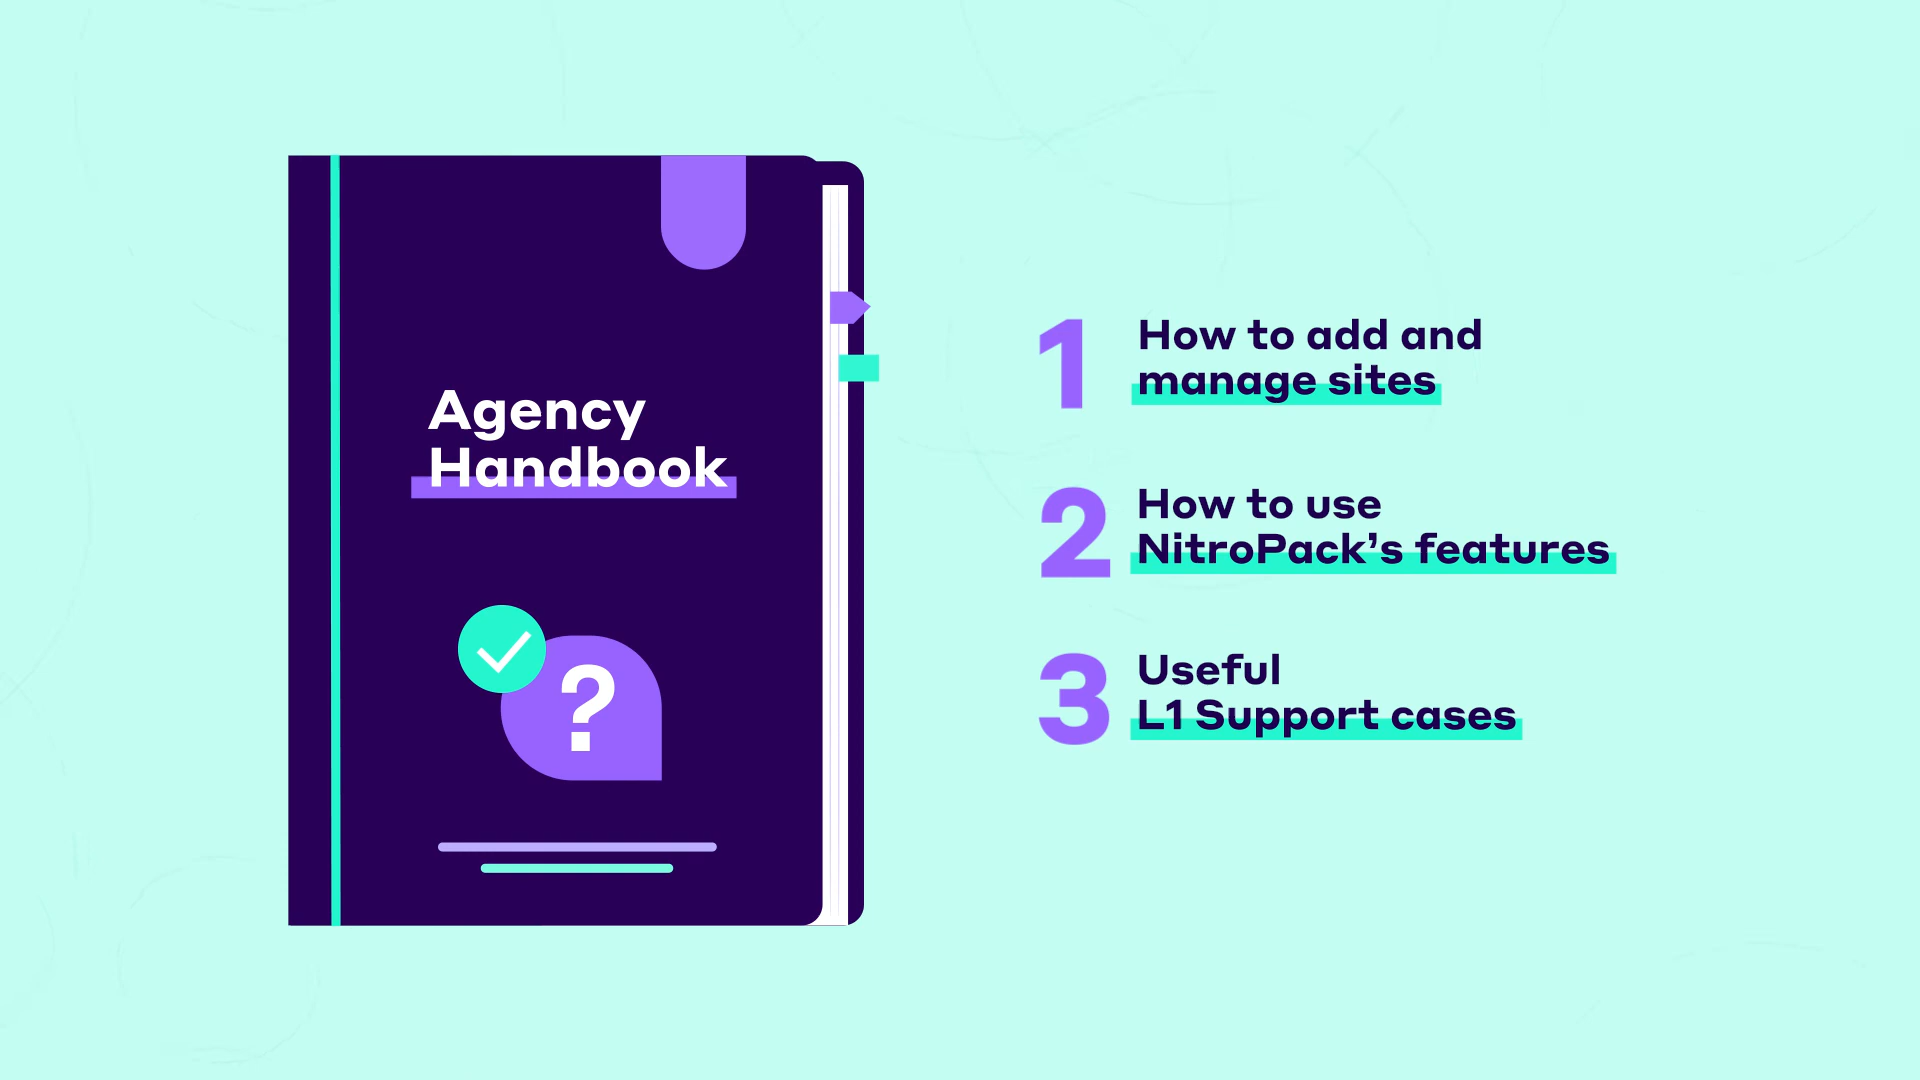 Agency
Handbook
?
1
How to add and
manage sites
2
How to use
NitroPack’s features
3
Useful
L1 Support cases